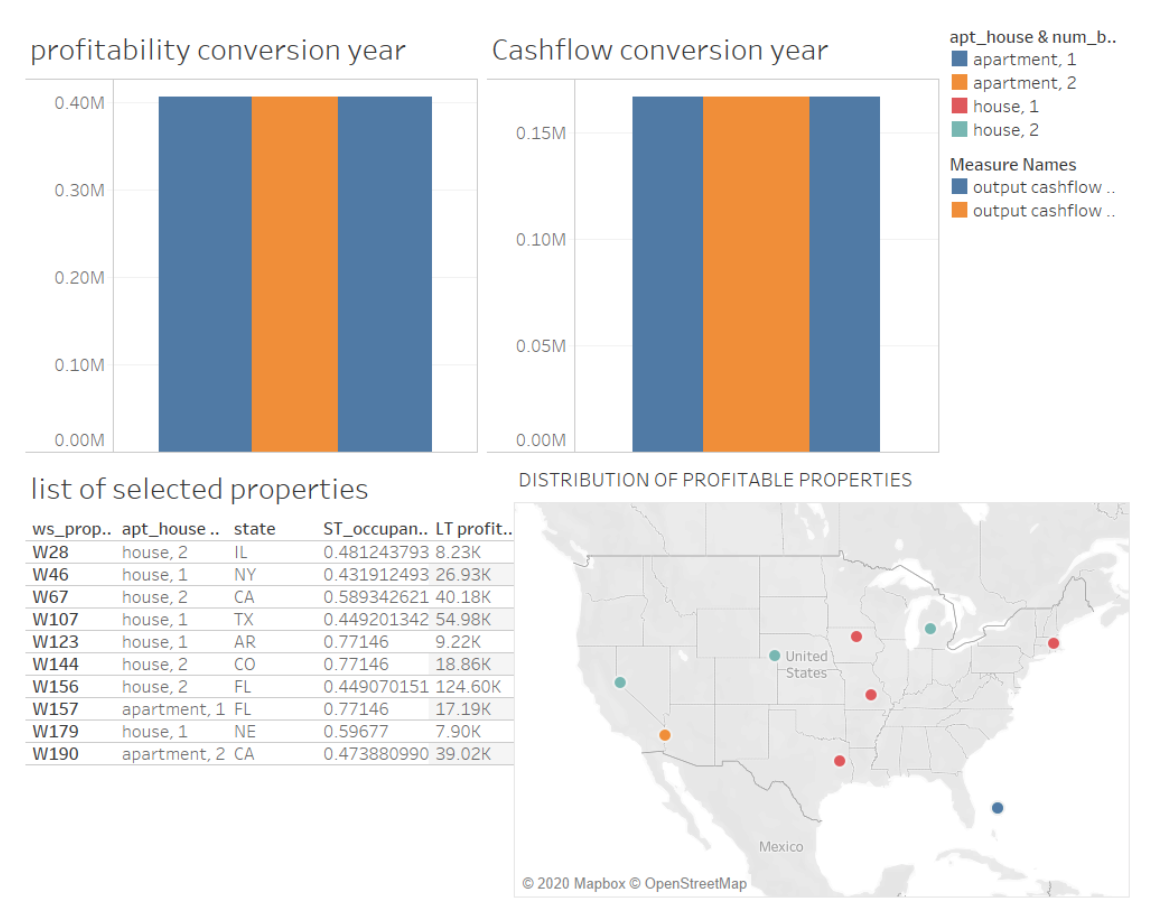 profitability conversion year
0.40M
0.30M
0.20M
0.10M
0.00M
Cashflow conversion year
0.15M
0.10M
0.05M
0.00M
apt_house & num_b..
apartment, 1
apartment, 2
house, 1
house, 2
Measure Names
output cashflow ..
output cashflow ..
list of selected properties
ws_prop.. apt_house .. state ST_occupan.. LT profit..
W28 house, 2 IL 0.481243793 8.23K
W46 house, 1 NY 0.431912493 26.93K
W67 house, 2 CA 0.589342621 40.18K
W107 house, 1 TX 0.449201342 54.98K
W123 house, 1 AR 0.77146 9.22K
W144 house, 2 CO 0.77146 18.86K
W156 house, 2 FL 0.449070151 124.60K
W157 apartment, 1 FL 0.77146 17.19K
W179 house, 1 NE 0.59677 7.90K
W190 apartment, 2 CA 0.473880990 39.02K
DISTRIBUTION OF PROFITABLE PROPERTIES
United
States
Mexico
© 2020 Mapbox © OpenStreetMap